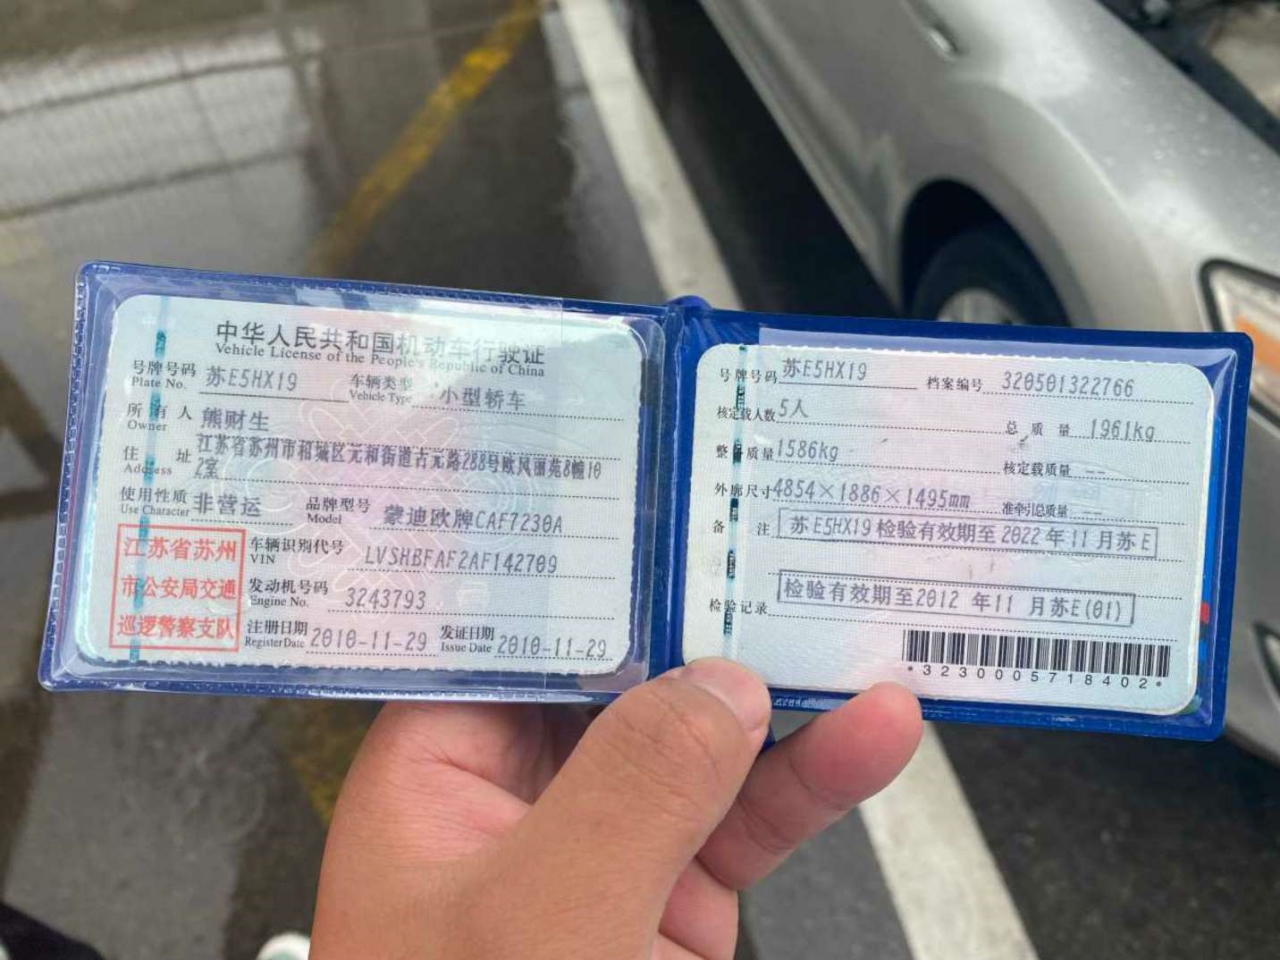 中华人民共和国机动车行驶证
Vehicle License of the People's Republic of China
号牌号码 苏E5HX19 车辆类型 小型轿车
Plate No. Vehicle Type
所有人 熊财生
Owner
住址 江苏省苏州市相城区元和街道古元路288号欧风丽苑8幢10
Address 2室
使用性质 非营运 品牌型号 蒙迪欧牌CAF7230A
Use Character Model
江苏省苏州
市公安局交通
巡逻警察支队
车辆识别代号 LVSHBFAF2AF142709
VIN
发动机号码 3243793
Engine No.
注册日期 2010-11-29 发证日期 2010-11-29
Register Date Issue Date
号牌号码 苏E5HX19 档案编号 320501322766
核定载人数 5人 总质量 1961kg
整备质量 1586kg 核定载质量 --
外廓尺寸 4854×1886×1495mm 准牵引总质量 --
备注 苏E5HX19 检验有效期至 2022 年 11 月苏 E
检验记录 检验有效期至2012 年11 月苏E(01)
*3230005718402*